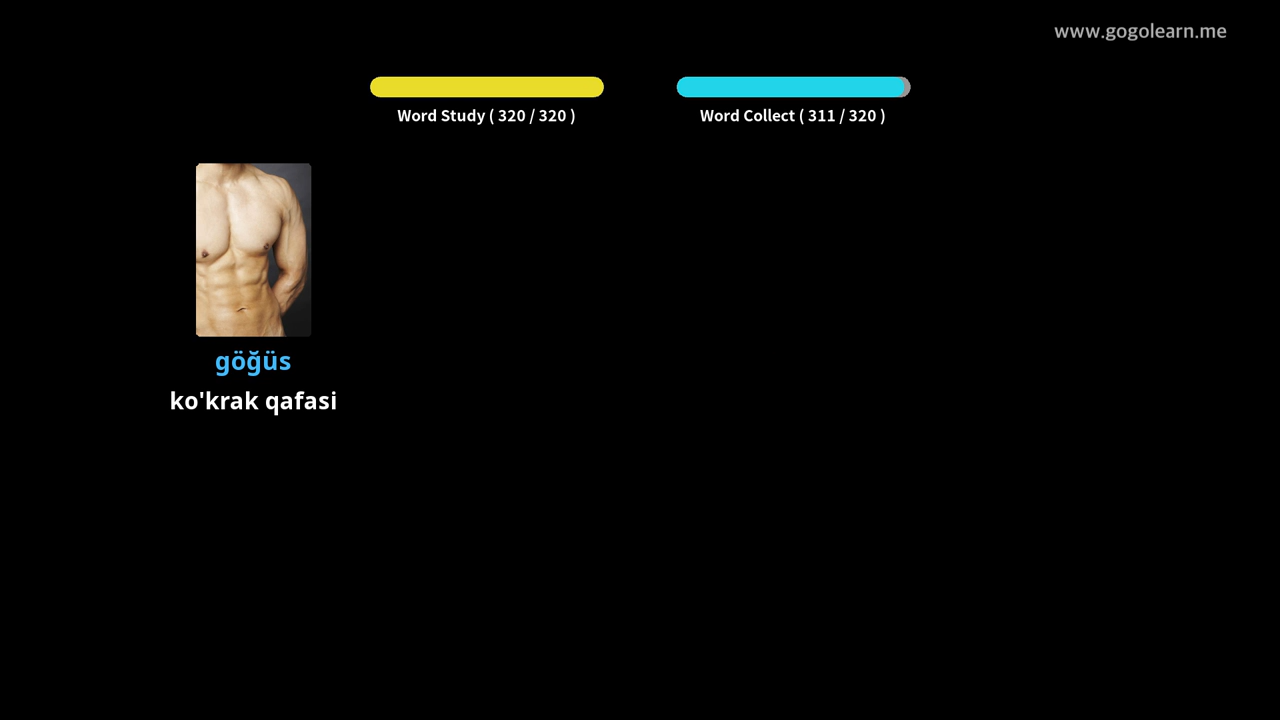 www.gogolearn.me
Word Study ( 320 / 320 )
Word Collect ( 311 / 320 )
göğüs
ko'krak qafasi